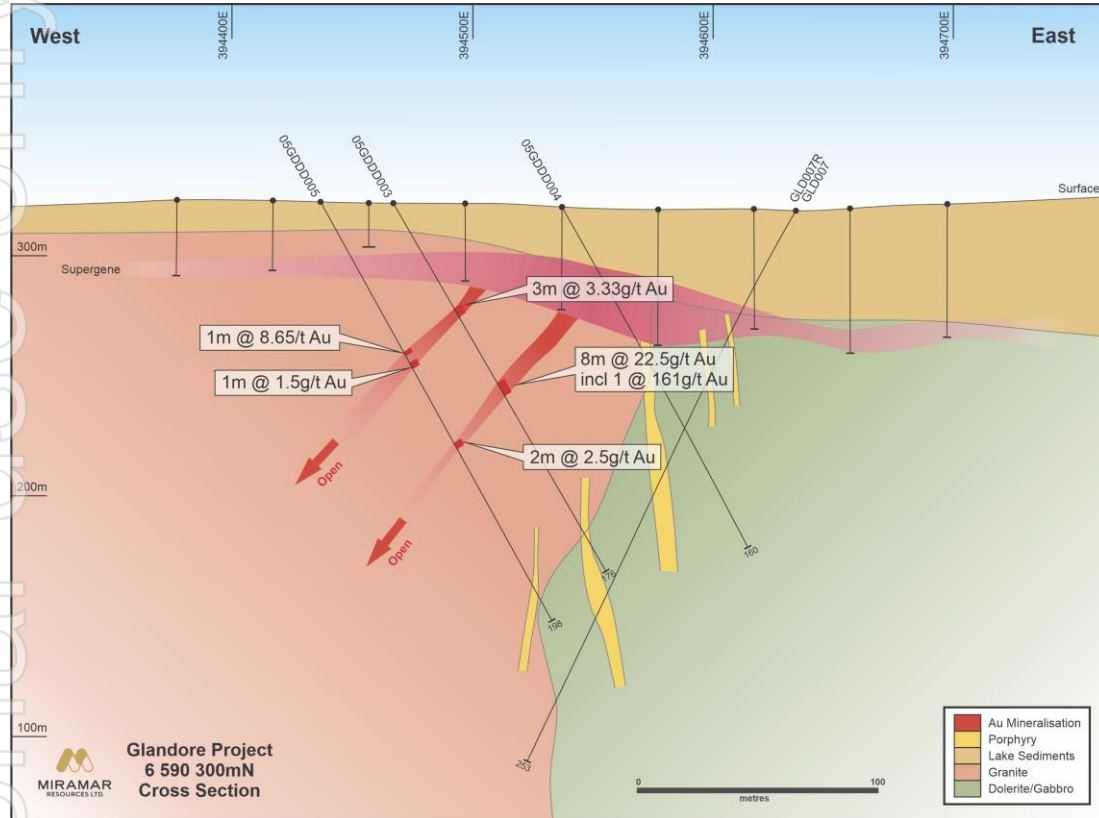 West
394400E
394500E
394600E
394700E
East
05GDDD005
05GDDD003
05GDDD004
GLD007R
GLD007
Surface
300m
Supergene
3m @ 3.33g/t Au
1m @ 8.65/t Au
1m @ 1.5g/t Au
8m @ 22.5g/t Au
incl 1 @ 161g/t Au
2m @ 2.5g/t Au
Open
Open
200m
160
176
198
253
100m
MIRAMAR
RESOURCES LTD.
Glandore Project
6 590 300mN
Cross Section
0
100
metres
Au Mineralisation
Porphyry
Lake Sediments
Granite
Dolerite/Gabbro